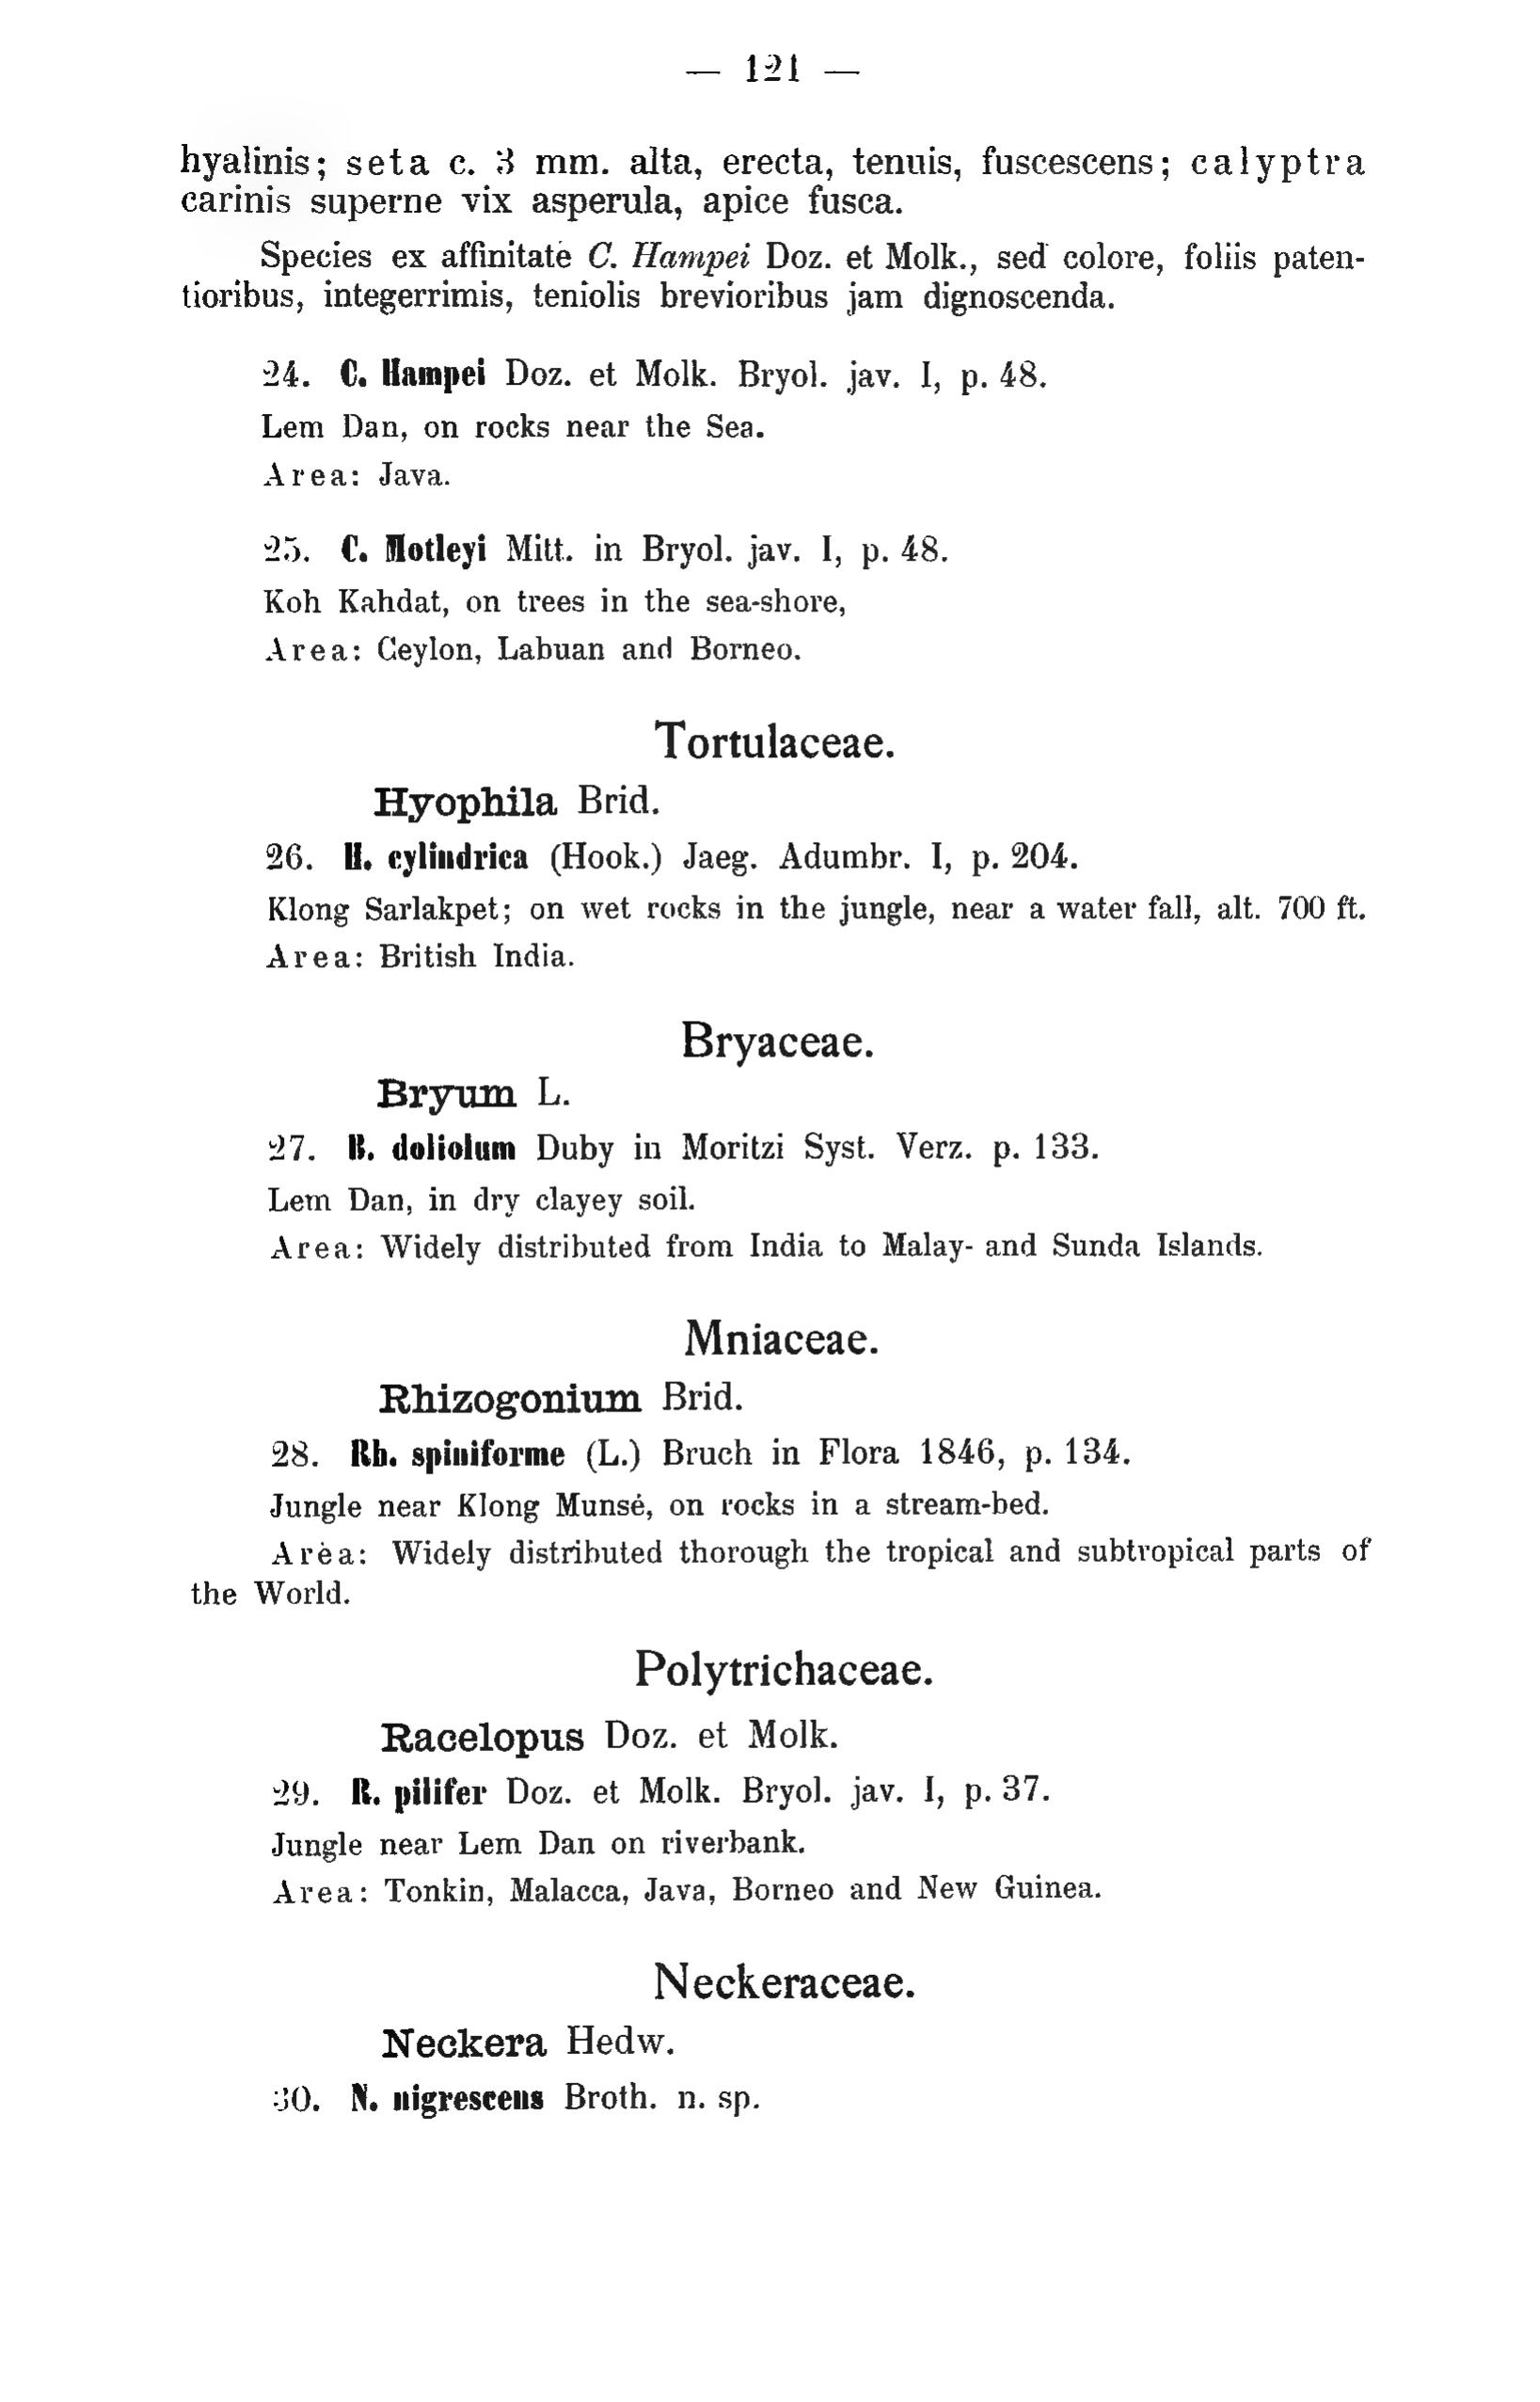 — 121 —
hyalinis; seta c. 3 mm. alta, erecta, tenuis, fuscescens; calyptra
carinis superne vix asperula, apice fusca.
Species ex affinitate C. Hampei Doz. et Molk., sed colore, foliis paten-
tioribus, integerrimis, teniolis brevioribus jam dignoscenda.
24. C. Hampei Doz. et Molk. Bryol. jav. I, p. 48.
Lem Dan, on rocks near the Sea.
Area: Java.
25. C. Motleyi Mitt. in Bryol. jav. I, p. 48.
Koh Kahdat, on trees in the sea-shore,
Area: Ceylon, Labuan and Borneo.
Tortulaceae.
Hyophila Brid.
26. H. cylindrica (Hook.) Jaeg. Adumbr. I, p. 204.
Klong Sarlakpet; on wet rocks in the jungle, near a water fall, alt. 700 ft.
Area: British India.
Bryaceae.
Bryum L.
27. B. doliolum Duby in Moritzi Syst. Verz. p. 133.
Lem Dan, in dry clayey soil.
Area: Widely distributed from India to Malay- and Sunda Islands.
Mniaceae.
Rhizogonium Brid.
28. Rh. spiniforme (L.) Bruch in Flora 1846, p. 134.
Jungle near Klong Munsé, on rocks in a stream-bed.
Area: Widely distributed thorough the tropical and subtropical parts of
the World.
Polytrichaceae.
Racelopus Doz. et Molk.
29. R. pilifer Doz. et Molk. Bryol. jav. I, p. 37.
Jungle near Lem Dan on riverbank.
Area: Tonkin, Malacca, Java, Borneo and New Guinea.
Neckeraceae.
Neckera Hedw.
30. N. nigrescens Broth. n. sp.